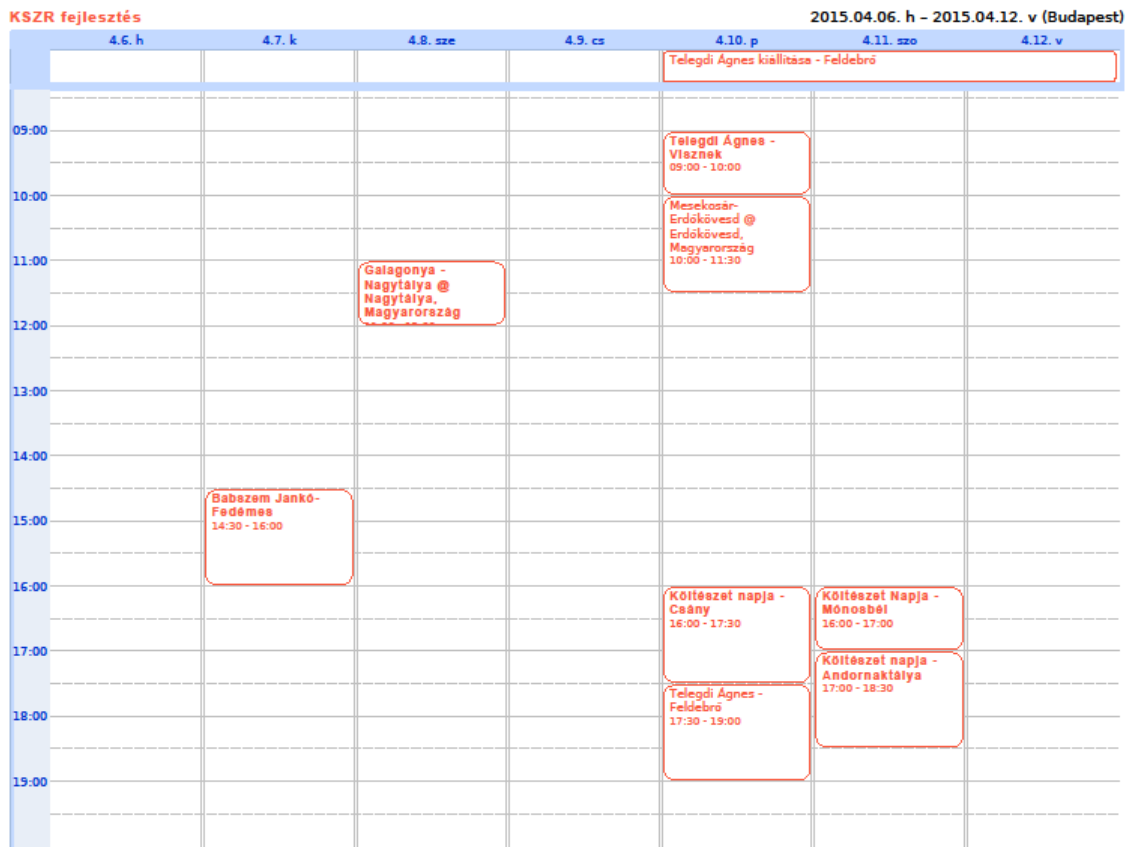 KSZR fejlesztés
2015.04.06. h – 2015.04.12. v (Budapest)
4.6. h
4.7. k
4.8. sze
4.9. cs
4.10. p
4.11. szo
4.12. v
Telegdi Ágnes kiállítása - Feldebrő
09:00
10:00
11:00
12:00
13:00
14:00
15:00
16:00
17:00
18:00
19:00
Babszem Jankó-
Fedémes
14:30 - 16:00
Galagonya -
Nagytálya @
Nagytálya,
Magyarország
Telegdi Ágnes -
Visznek
09:00 - 10:00
Mesekosár-
Erdőkövesd @
Erdőkövesd,
Magyarország
10:00 - 11:30
Költészet napja -
Csány
16:00 - 17:30
Telegdi Ágnes -
Feldebrő
17:30 - 19:00
Költészet Napja -
Mónosbél
16:00 - 17:00
Költészet napja -
Andornaktálya
17:00 - 18:30